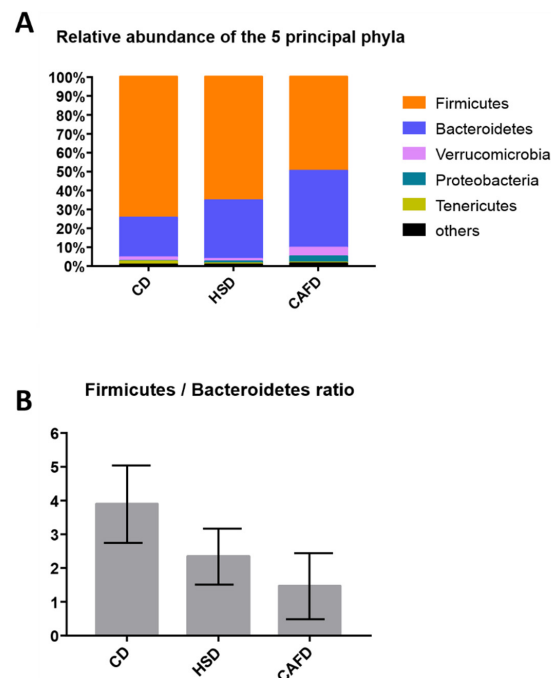 A
Relative abundance of the 5 principal phyla
100%
90%
80%
70%
60%
50%
40%
30%
20%
10%
0%
CD
HSD
CAFD
Firmicutes
Bacteroidetes
Verrucomicrobia
Proteobacteria
Tenericutes
others
B
Firmicutes / Bacteroidetes ratio
6
5
4
3
2
1
0
CD
HSD
CAFD